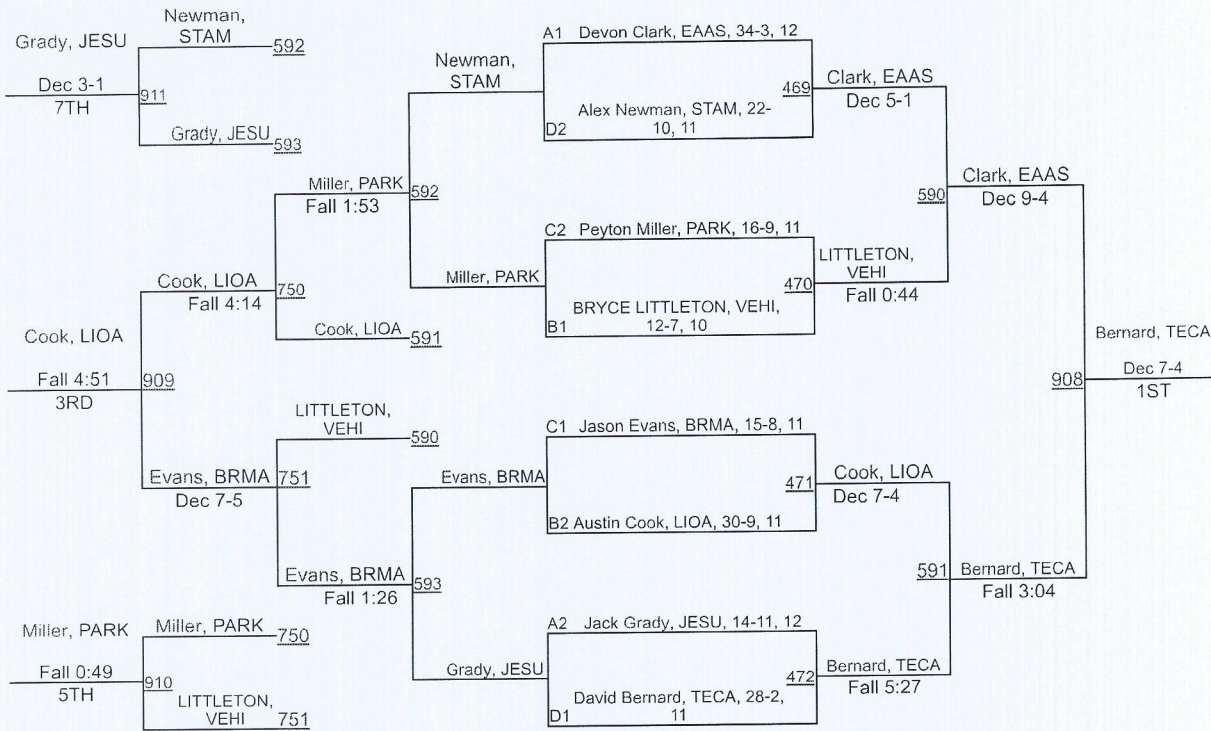 Newman,
STAM
592
Grady, JESU
Dec 3-1
7TH
911
Grady, JESU
593
Newman,
STAM
Miller, PARK
Fall 1:53
592
Miller, PARK
Cook, LIOA
Fall 4:14
750
Cook, LIOA
591
Cook, LIOA
Fall 4:51
3RD
909
LITTLETON,
VEHI
590
Evans, BRMA
Dec 7-5
751
Evans, BRMA
Evans, BRMA
Fall 1:26
593
Grady, JESU
Miller, PARK
Fall 0:49
5TH
910
Miller, PARK
750
LITTLETON,
VEHI
751
A1 Devon Clark, EAAS, 34-3, 12
469
Alex Newman, STAM, 22-
D2 10, 11
Clark, EAAS
Dec 5-1
C2 Peyton Miller, PARK, 16-9, 11
470
BRYCE LITTLETON, VEHI,
B1 12-7, 10
LITTLETON,
VEHI
Fall 0:44
590
Clark, EAAS
Dec 9-4
C1 Jason Evans, BRMA, 15-8, 11
471
B2 Austin Cook, LIOA, 30-9, 11
Cook, LIOA
Dec 7-4
A2 Jack Grady, JESU, 14-11, 12
472
David Bernard, TECA, 28-2,
D1 11
Bernard, TECA
Fall 5:27
591
Bernard, TECA
Fall 3:04
908
Bernard, TECA
Dec 7-4
1ST